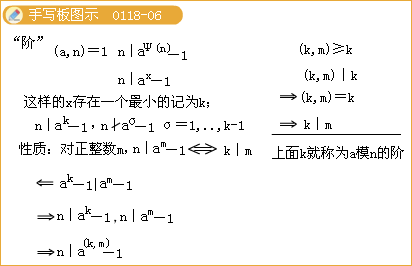 手写板图示 0118-06
“阶” (a,n)=1 n|a^Ψ(n)—1
n|a^x—1
这样的x存在一个最小的记为k;
n|a^k—1,n∤a^σ—1 σ=1,..,k-1
性质:对正整数m,n|a^m—1⟺ k|m
⇐ a^k—1|a^m—1
⇒n|a^k—1,n|a^m—1
⇒n|a^(k,m)—1
(k,m)≥k
(k,m)|k
⇒(k,m)=k
⇒ k|m
上面k就称为a模n的阶